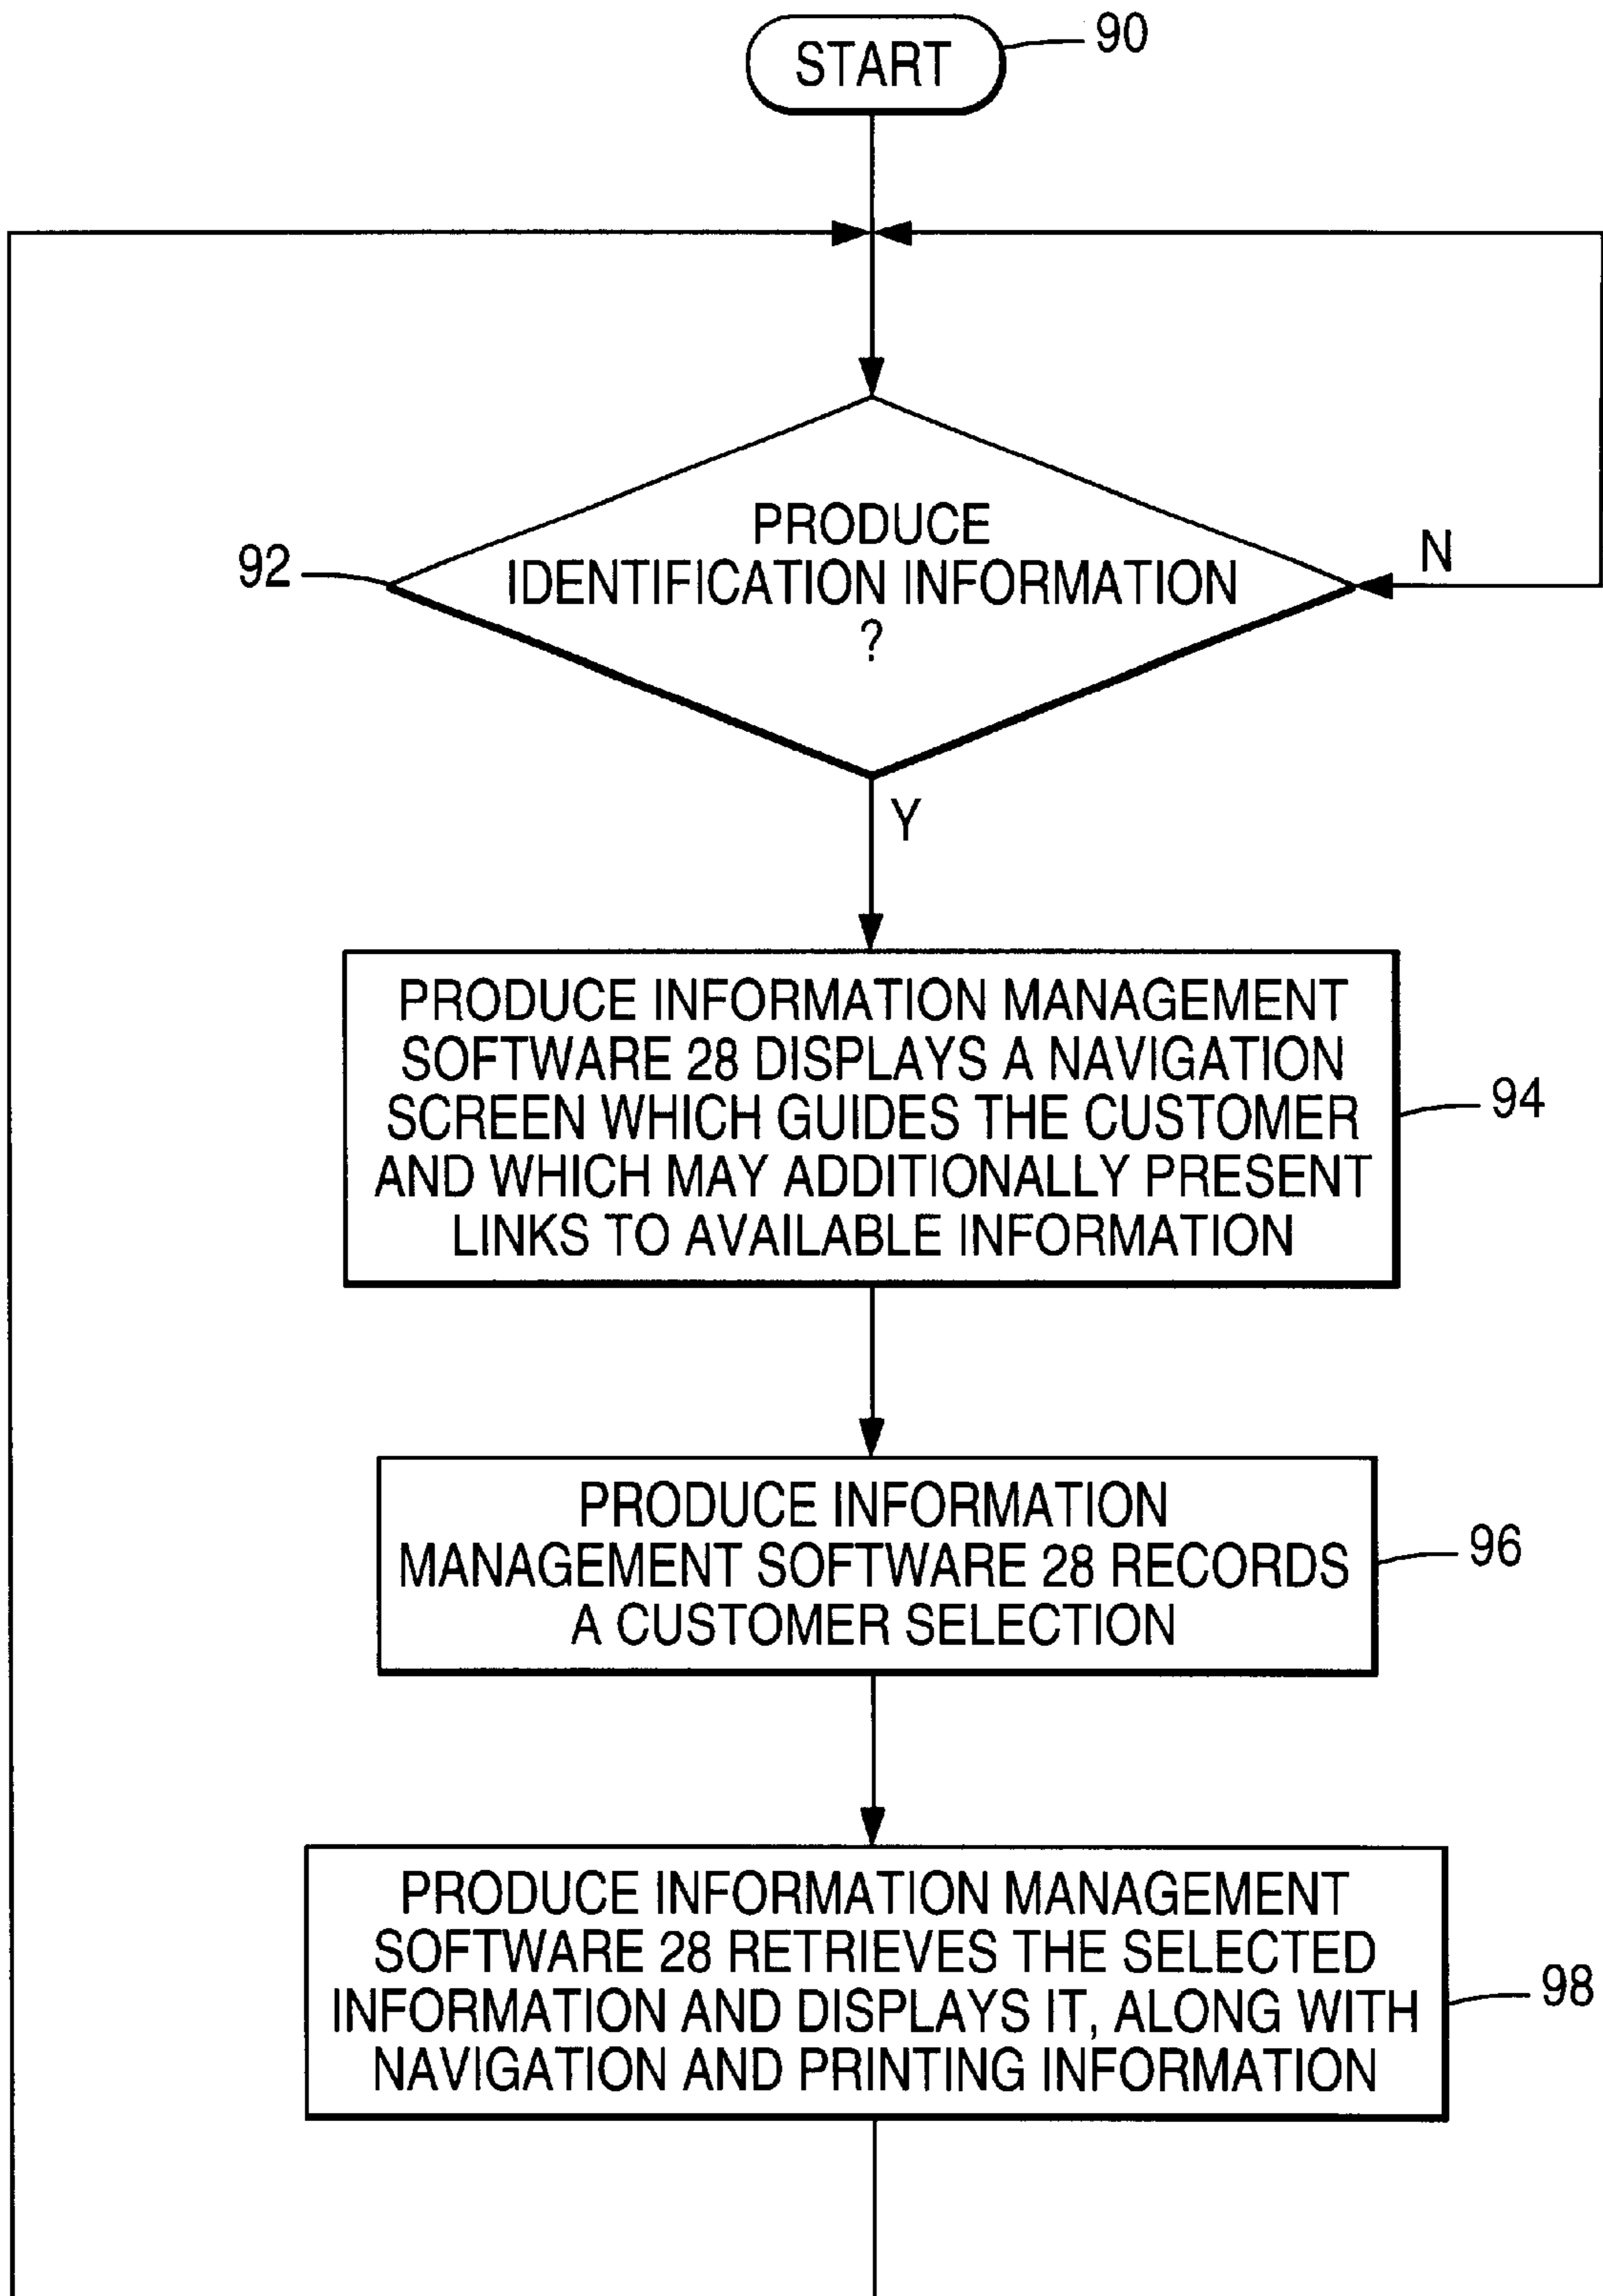 START
90
PRODUCE
IDENTIFICATION INFORMATION
?
92
N
Y
PRODUCE INFORMATION MANAGEMENT
SOFTWARE 28 DISPLAYS A NAVIGATION
SCREEN WHICH GUIDES THE CUSTOMER
AND WHICH MAY ADDITIONALLY PRESENT
LINKS TO AVAILABLE INFORMATION
94
PRODUCE INFORMATION
MANAGEMENT SOFTWARE 28 RECORDS
A CUSTOMER SELECTION
96
PRODUCE INFORMATION MANAGEMENT
SOFTWARE 28 RETRIEVES THE SELECTED
INFORMATION AND DISPLAYS IT, ALONG WITH
NAVIGATION AND PRINTING INFORMATION
98